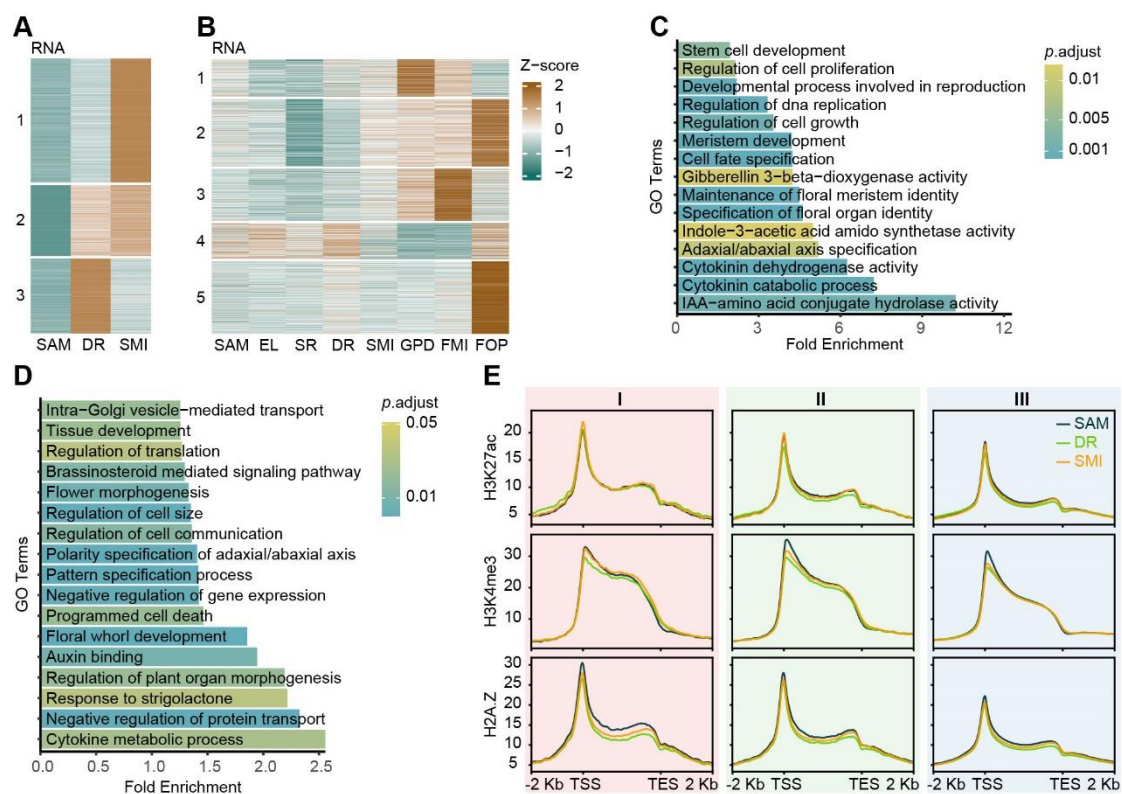 A
RNA
1
2
3
SAM DR SMI
B
RNA
1
2
3
4
5
SAM EL SR DR SMI GPD FMI FOP
Z−score
2
1
0
−1
−2
C
GO Terms
Stem cell development
Regulation of cell proliferation
Developmental process involved in reproduction
Regulation of dna replication
Regulation of cell growth
Meristem development
Cell fate specification
Gibberellin 3−beta−dioxygenase activity
Maintenance of floral meristem identity
Specification of floral organ identity
Indole−3−acetic acid amido synthetase activity
Adaxial/abaxial axis specification
Cytokinin dehydrogenase activity
Cytokinin catabolic process
IAA−amino acid conjugate hydrolase activity
0 3 6 9 12
Fold Enrichment
p.adjust
0.01
0.005
0.001
D
GO Terms
Intra−Golgi vesicle−mediated transport
Tissue development
Regulation of translation
Brassinosteroid mediated signaling pathway
Flower morphogenesis
Regulation of cell size
Regulation of cell communication
Polarity specification of adaxial/abaxial axis
Pattern specification process
Negative regulation of gene expression
Programmed cell death
Floral whorl development
Auxin binding
Regulation of plant organ morphogenesis
Response to strigolactone
Negative regulation of protein transport
Cytokine metabolic process
0.0 0.5 1.0 1.5 2.0 2.5
Fold Enrichment
p.adjust
0.05
0.01
E
I II III
H3K27ac
20
15
10
5
SAM
DR
SMI
H3K4me3
30
20
10
H2A.Z
30
25
20
15
10
5
-2 Kb TSS TES 2 Kb -2 Kb TSS TES 2 Kb -2 Kb TSS TES 2 Kb